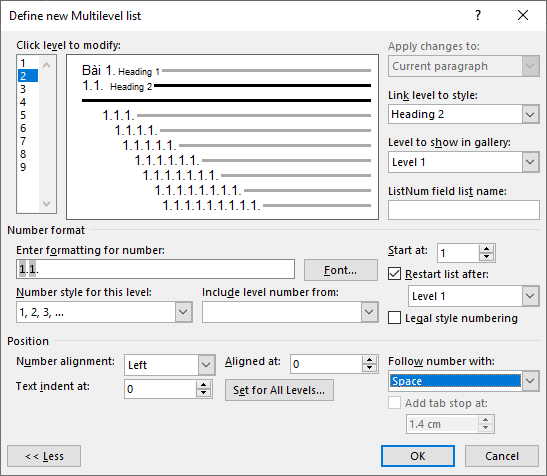 Define new Multilevel list
Click level to modify:
1
2
3
4
5
6
7
8
9
Bài 1. Heading 1
1.1. Heading 2
1.1.1.
1.1.1.1.
1.1.1.1.1.
1.1.1.1.1.1.
1.1.1.1.1.1.1.
1.1.1.1.1.1.1.1.
1.1.1.1.1.1.1.1.1.
Apply changes to:
Current paragraph
Link level to style:
Heading 2
Level to show in gallery:
Level 1
ListNum field list name:
Number format
Enter formatting for number:
1.1.
Font...
Number style for this level:
Include level number from:
1, 2, 3, ...
Start at: 1
Restart list after:
Level 1
Legal style numbering
Position
Number alignment: Left
Aligned at: 0
Text indent at: 0
Set for All Levels...
Follow number with:
Space
Add tab stop at:
1.4 cm
<< Less
OK
Cancel